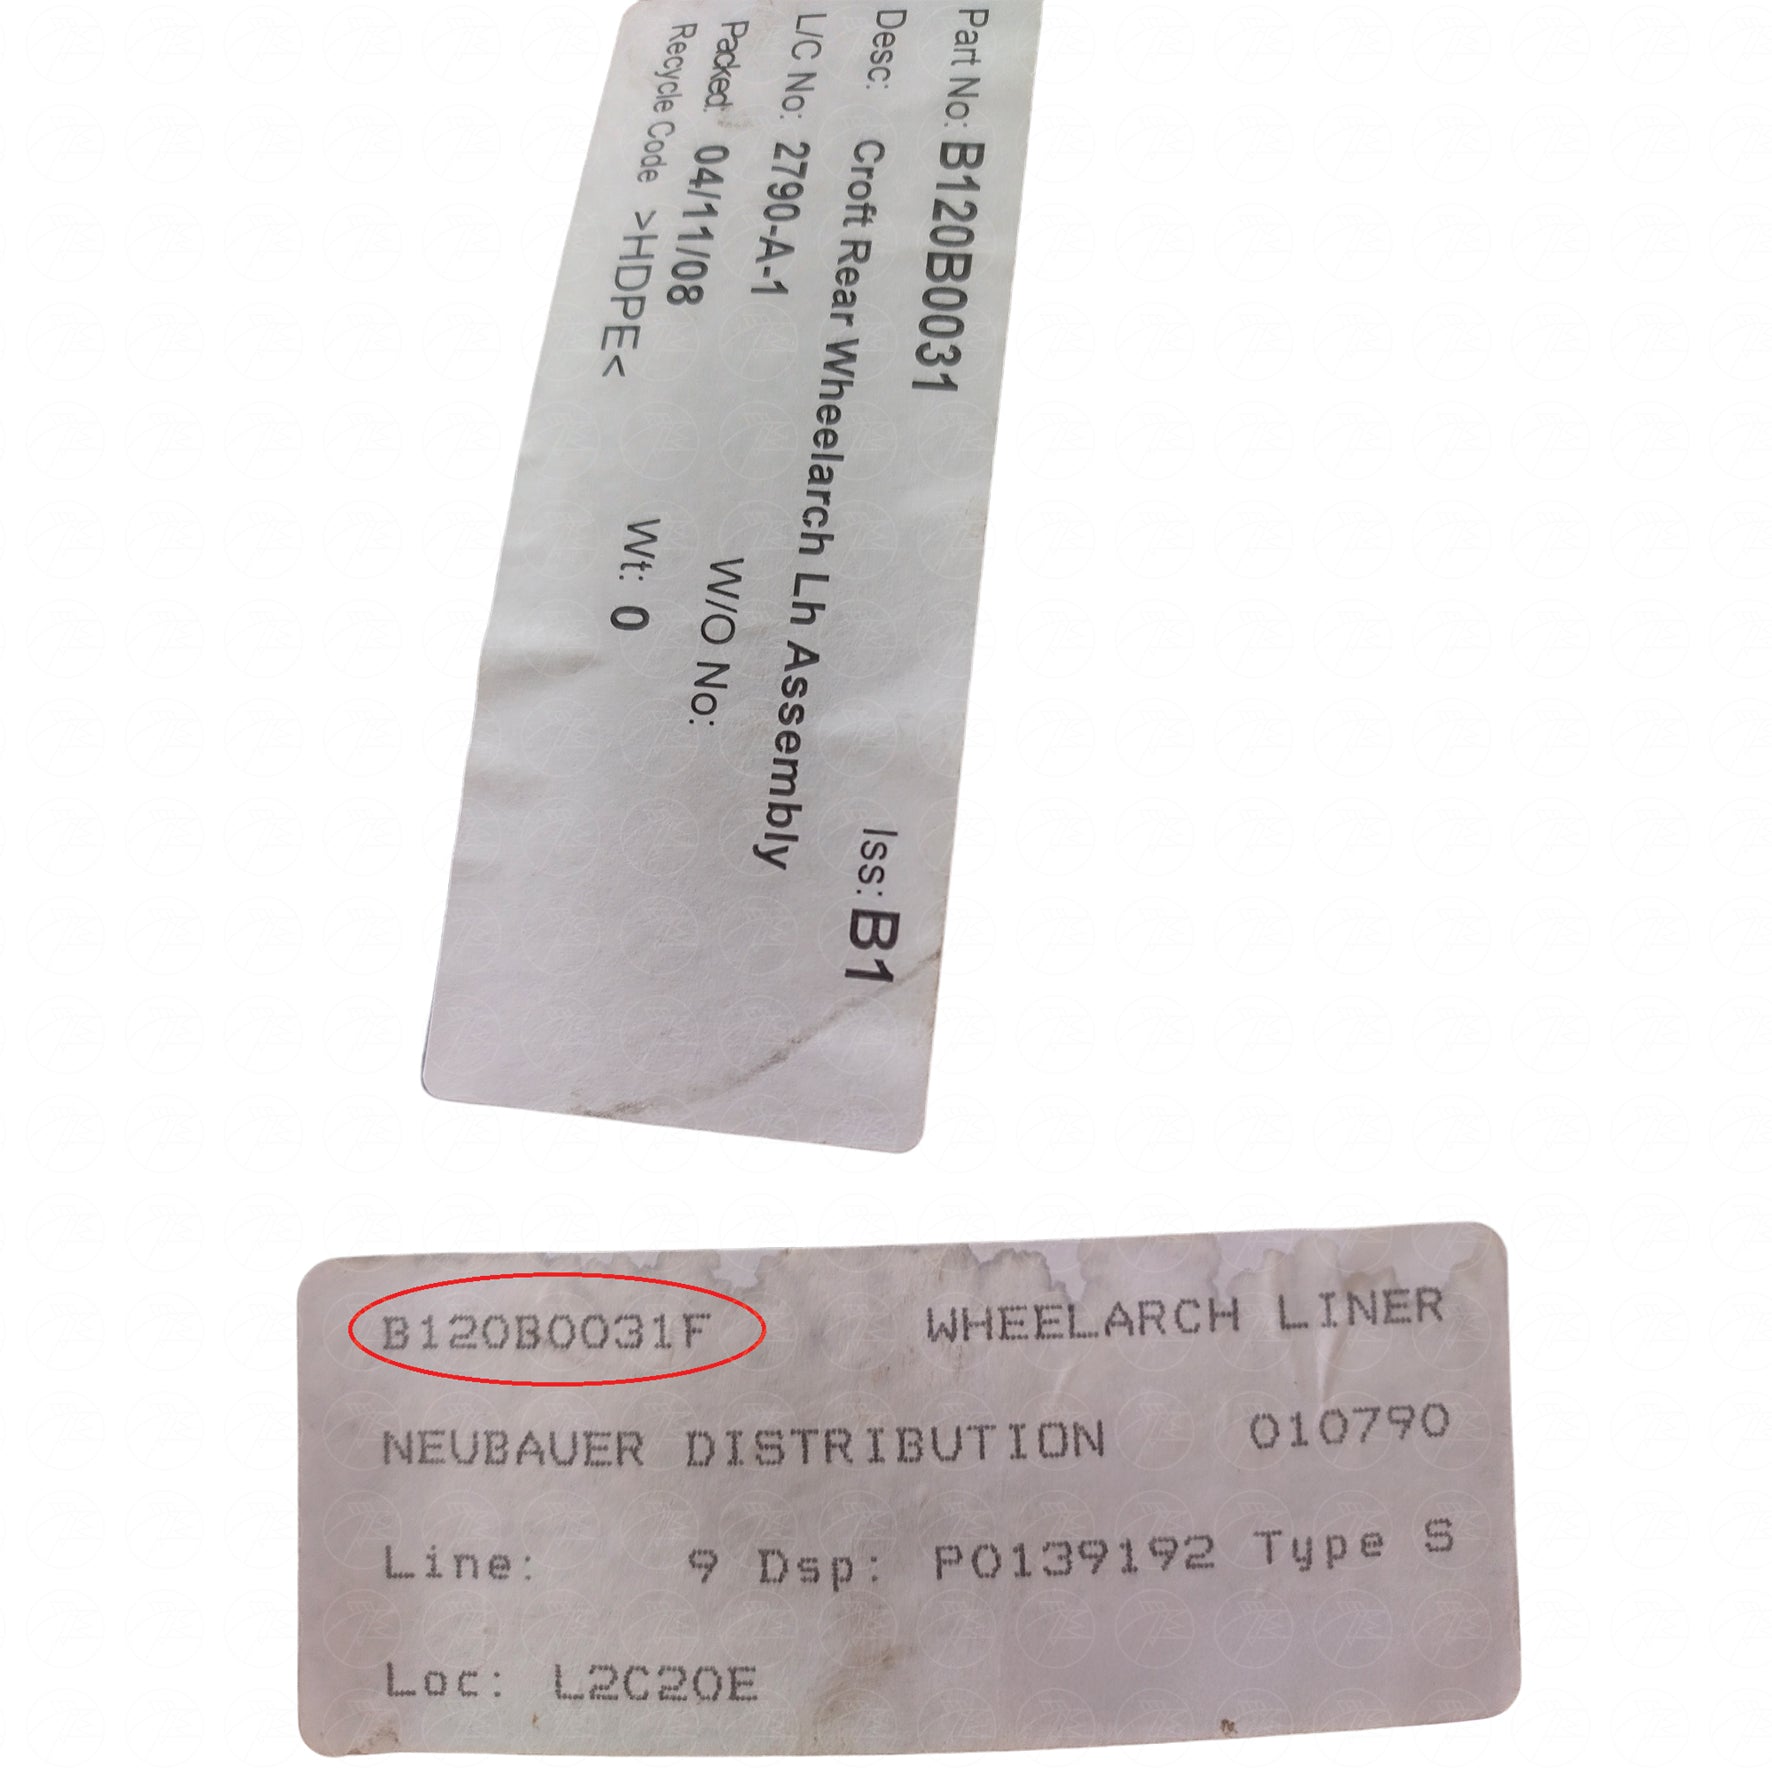 Part No: B120B0031
Iss: B1
Desc: Croft Rear Wheelarch Lh Assembly
L/C No: 2790-A-1
W/O No:
Packed: 04/11/08
Recycle Code >HDPE<
Wt: 0
B120B0031F WHEELARCH LINER
NEUBAUER DISTRIBUTION 010790
Line: 9 Dsp: P0139192 Type S
Loc: L2C20E